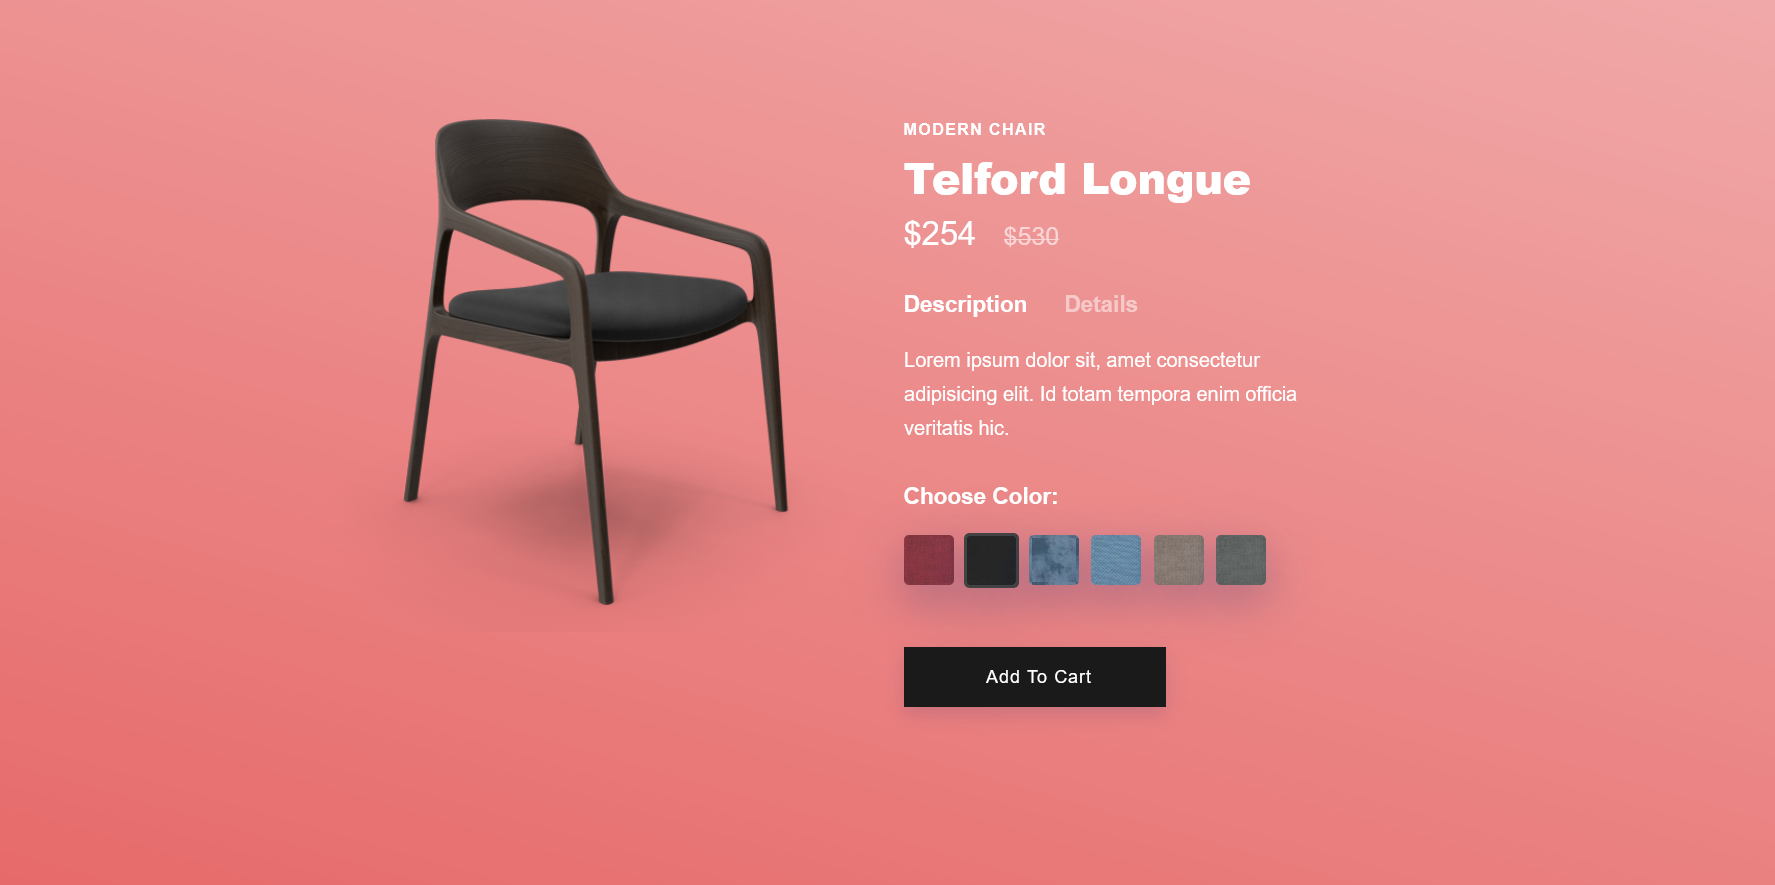 MODERN CHAIR
Telford Longue
$254 $530
Description Details
Lorem ipsum dolor sit, amet consectetur
adipisicing elit. Id totam tempora enim officia
veritatis hic.
Choose Color:
Add To Cart